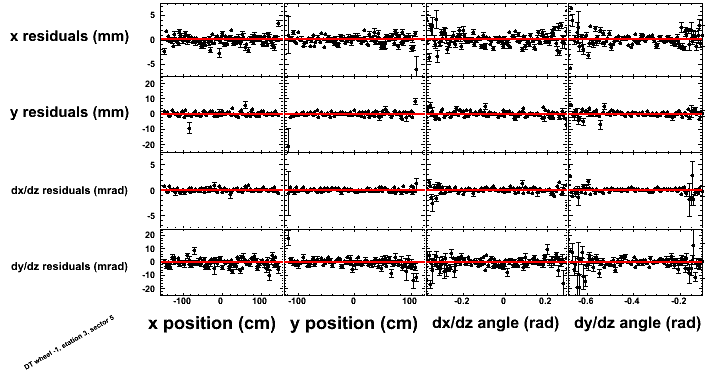 x residuals (mm)
5
0
-5
y residuals (mm)
20
10
0
-10
-20
dx/dz residuals (mrad)
5
0
-5
dy/dz residuals (mrad)
20
10
0
-10
-20
-100 0 100 -100 0 100 -0.2 0 0.2 -0.6 -0.4 -0.2
x position (cm) y position (cm) dx/dz angle (rad) dy/dz angle (rad)
DT wheel -1, station 3, sector 5